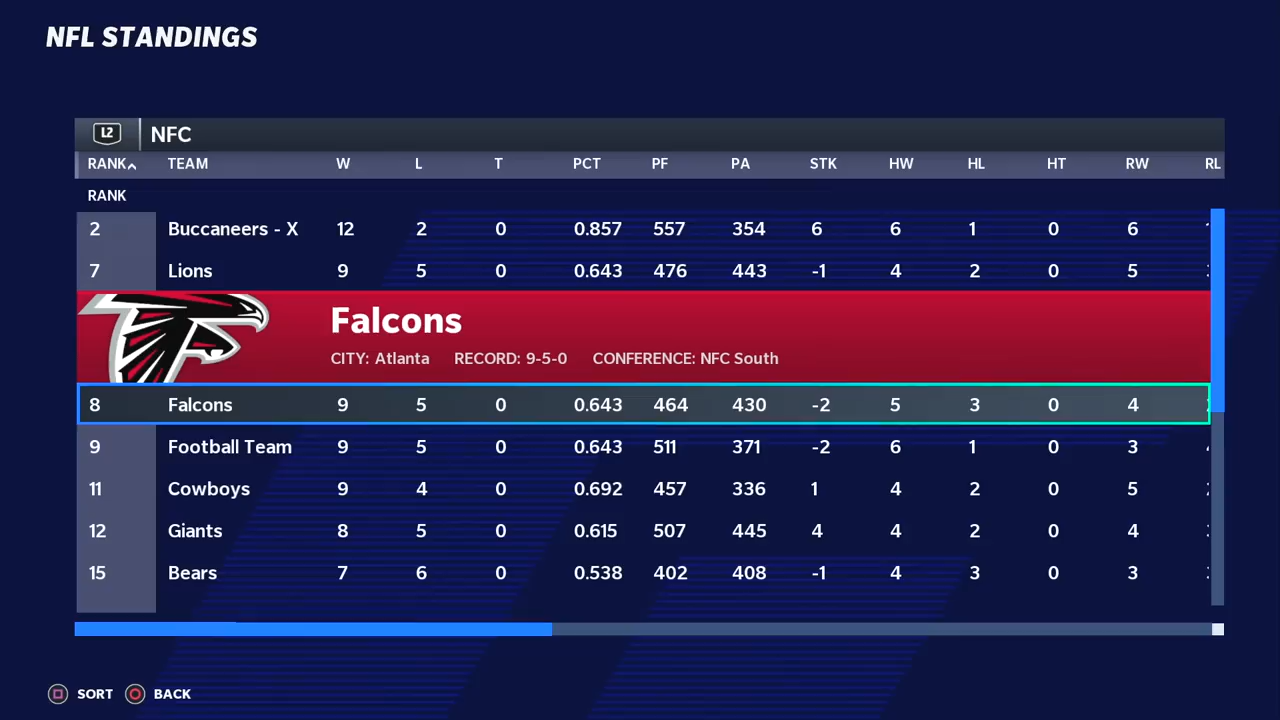 NFL STANDINGS
L2 NFC
RANK TEAM W L T PCT PF PA STK HW HL HT RW RL
RANK
2 Buccaneers - X 12 2 0 0.857 557 354 6 6 1 0 6
7 Lions 9 5 0 0.643 476 443 -1 4 2 0 5
Falcons
CITY: Atlanta RECORD: 9-5-0 CONFERENCE: NFC South
8 Falcons 9 5 0 0.643 464 430 -2 5 3 0 4
9 Football Team 9 5 0 0.643 511 371 -2 6 1 0 3
11 Cowboys 9 4 0 0.692 457 336 1 4 2 0 5
12 Giants 8 5 0 0.615 507 445 4 4 2 0 4
15 Bears 7 6 0 0.538 402 408 -1 4 3 0 3
SORT BACK